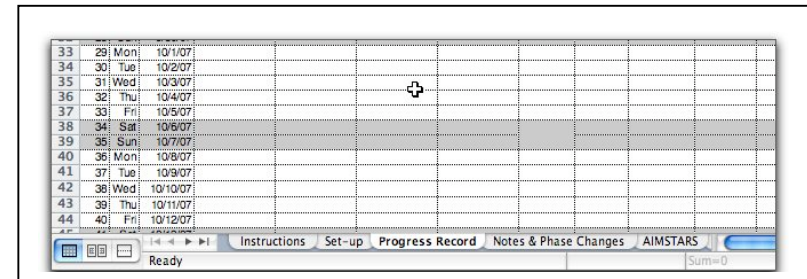 33 29 Mon 10/1/07
34 30 Tue 10/2/07
35 31 Wed 10/3/07
36 32 Thu 10/4/07
37 33 Fri 10/5/07
38 34 Sat 10/6/07
39 35 Sun 10/7/07
40 36 Mon 10/8/07
41 37 Tue 10/9/07
42 38 Wed 10/10/07
43 39 Thu 10/11/07
44 40 Fri 10/12/07
Instructions Set-up Progress Record Notes & Phase Changes AIMSTARS
Ready Sum=0